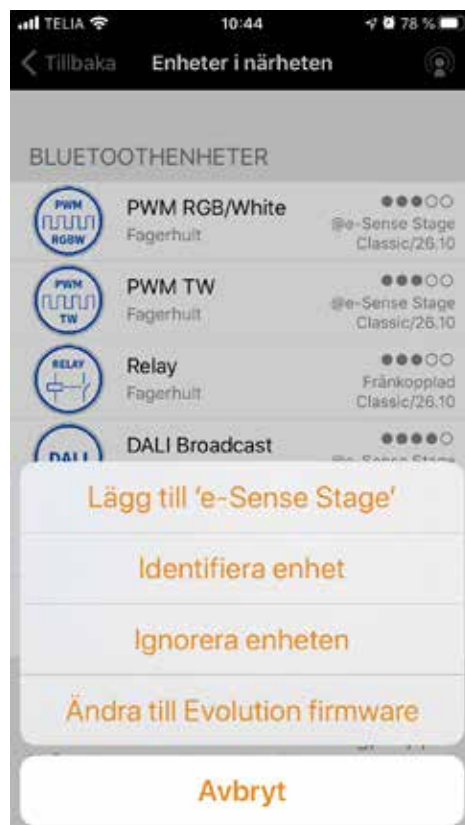 TELIA 10:44 78 %
Tillbaka Enheter i närheten
BLUETOOTHENHETER
PWM RGBW
PWM RGB/White
Fagerhult
@e-Sense Stage
Classic/26.10
PWM TW
PWM TW
Fagerhult
@e-Sense Stage
Classic/26.10
RELAY
Relay
Fagerhult
Frånkopplad
Classic/26.10
DALI
DALI Broadcast
@e-Sense Stage
Lägg till 'e-Sense Stage'
Identifiera enhet
Ignorera enheten
Ändra till Evolution firmware
Avbryt